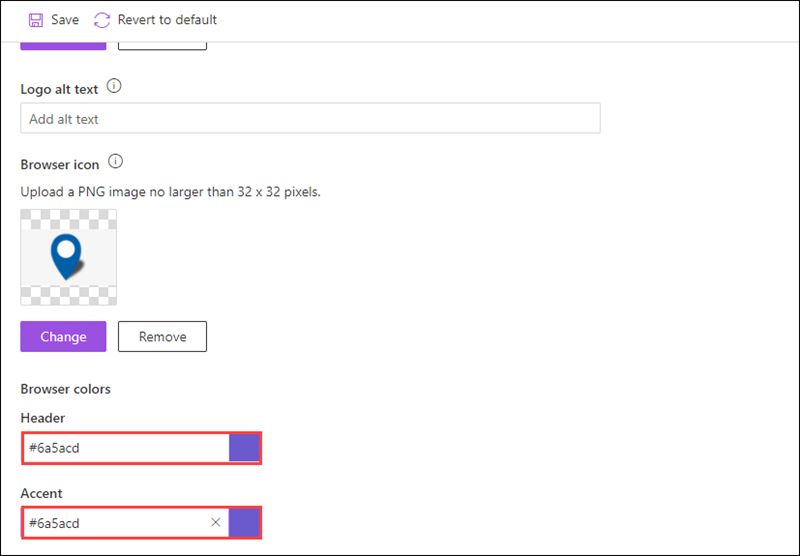 Save Revert to default
Logo alt text
Add alt text
Browser icon
Upload a PNG image no larger than 32 x 32 pixels.
Change Remove
Browser colors
Header
#6a5acd
Accent
#6a5acd